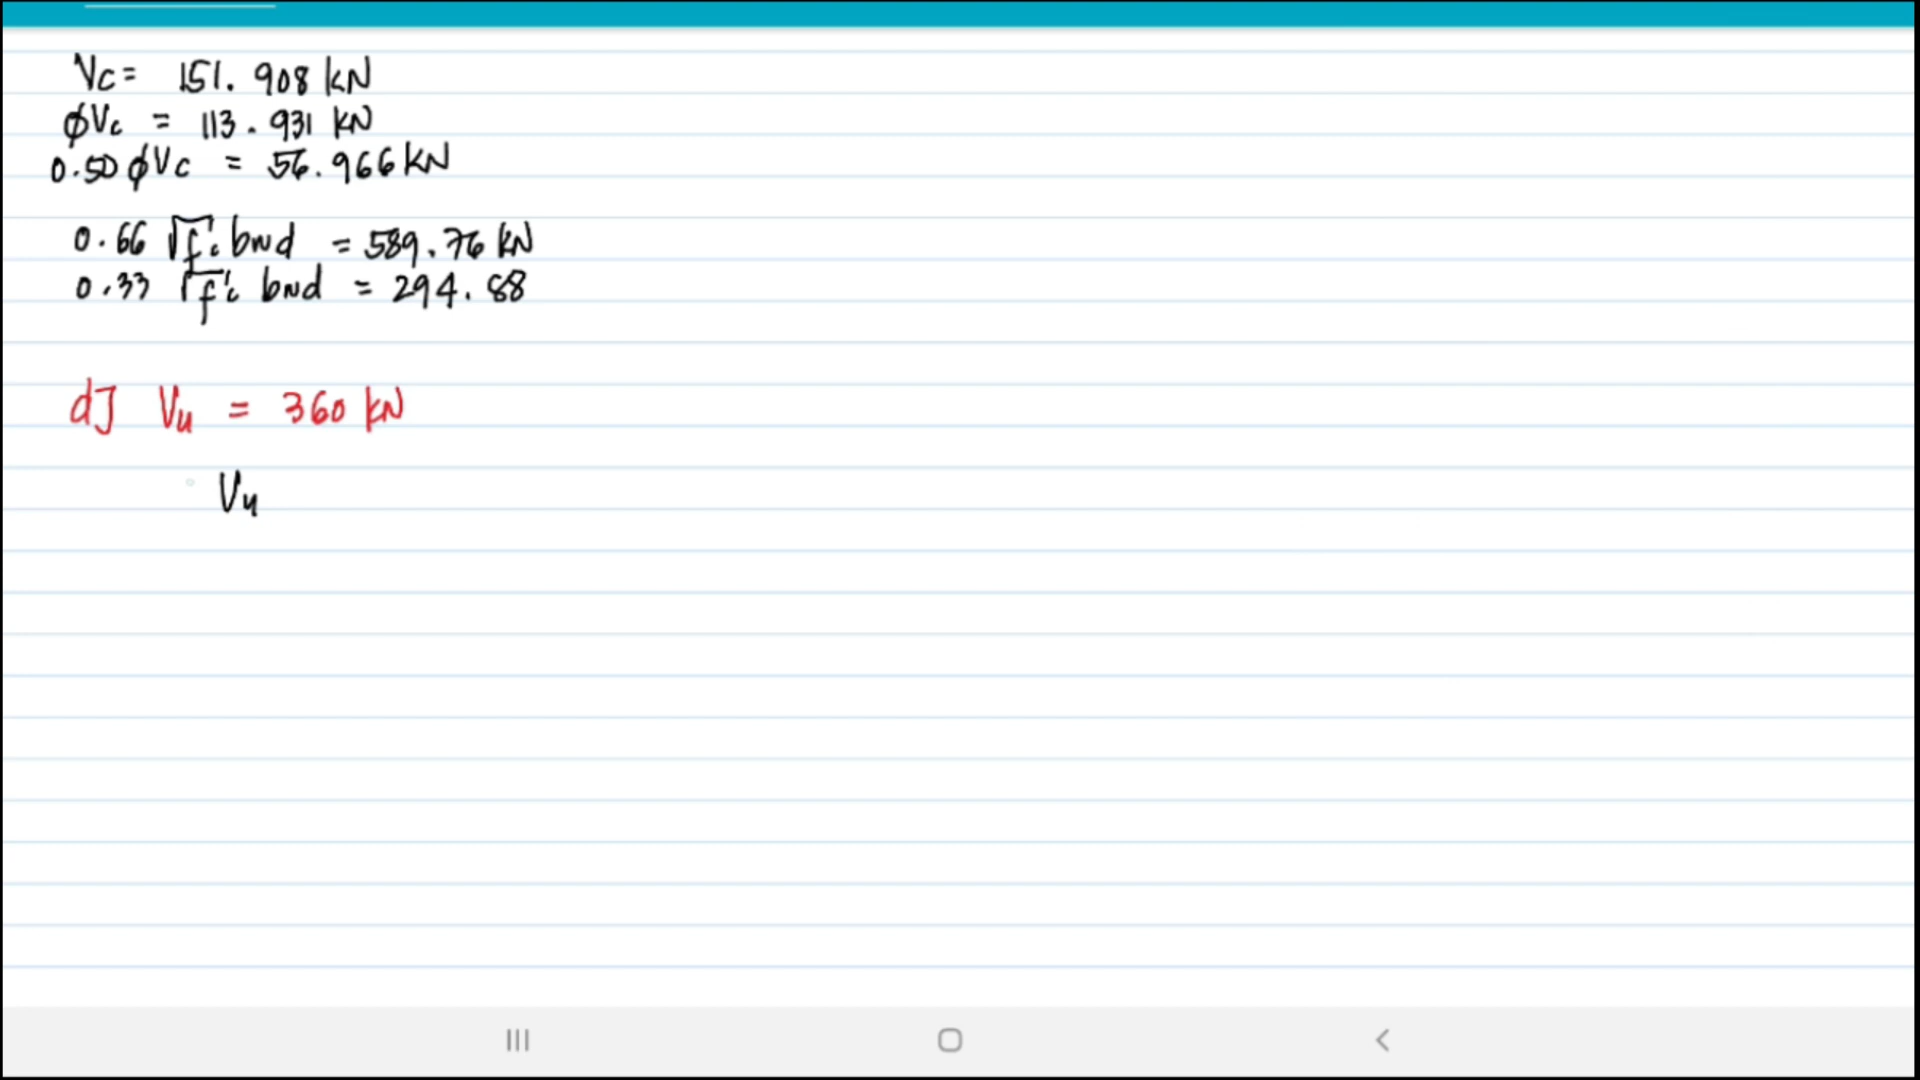 Vc = 151.908 kN
ϕVc = 113.931 kN
0.50 ϕVc = 56.966 kN
0.66 √f'c bwd = 589.76 kN
0.33 √f'c bwd = 294.88
d] Vu = 360 kN
Vu